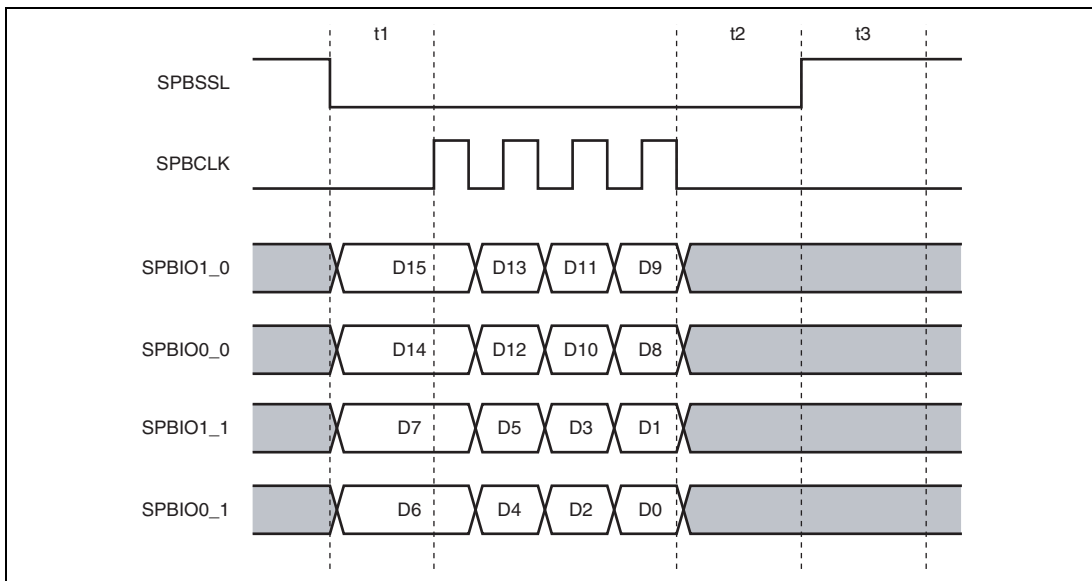 t1 t2 t3
SPBSSL
SPBCLK
SPBIO1_0 D15 D13 D11 D9
SPBIO0_0 D14 D12 D10 D8
SPBIO1_1 D7 D5 D3 D1
SPBIO0_1 D6 D4 D2 D0